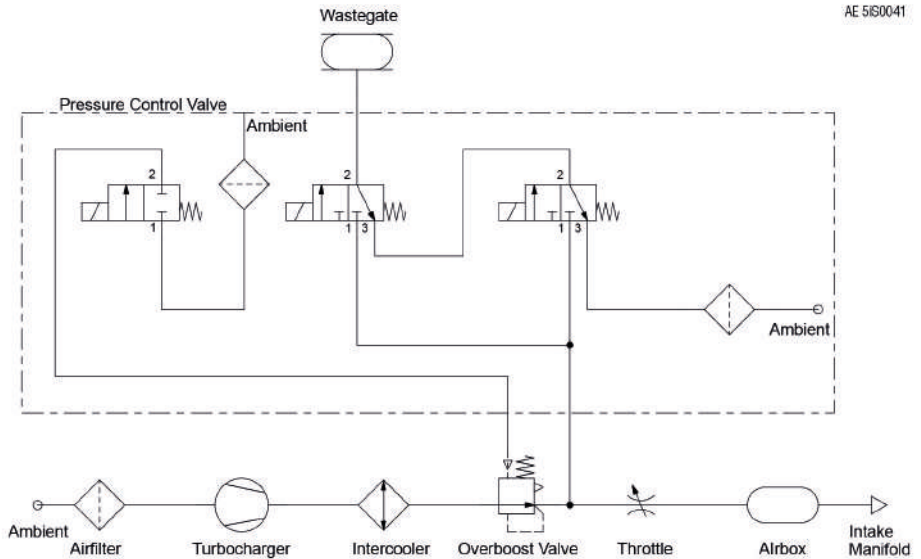 AE 5IS0041
Wastegate
Pressure Control Valve
Ambient
2
1
2
1 3
2
1 3
Ambient
Ambient
Airfilter
Turbocharger
Intercooler
Overboost Valve
Throttle
AIrbox
Intake
Manifold